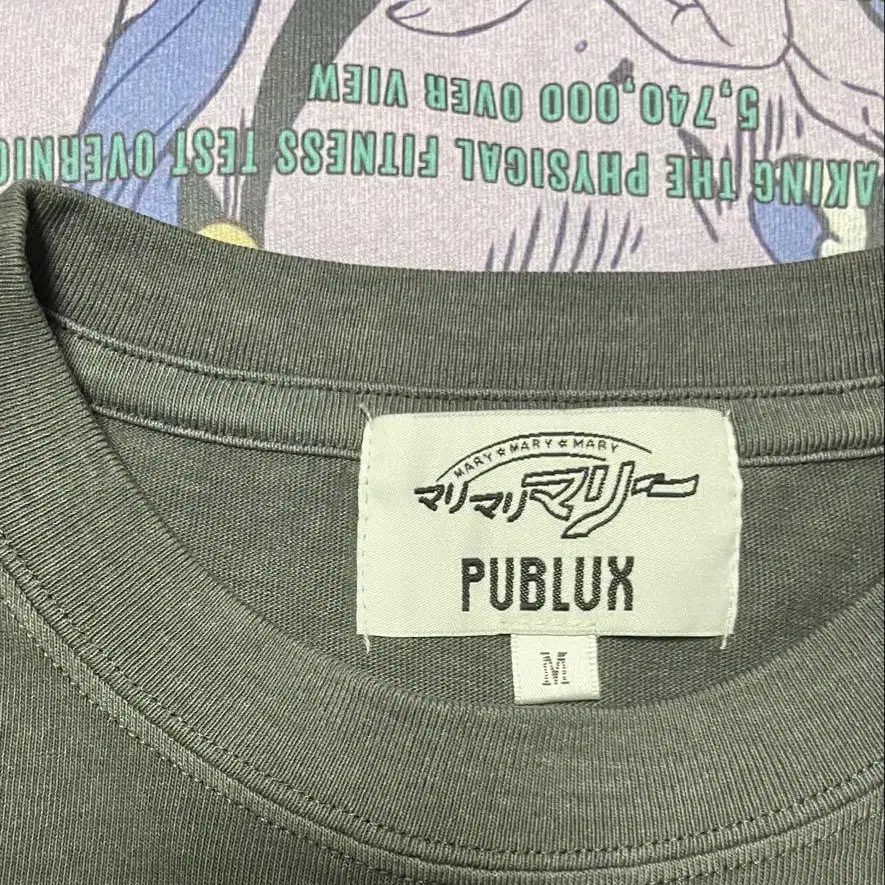 AKING THE PHYSICAL FITNESS TEST OVERNIG
5,740,000 OVER VIEW
MARY☆MARY☆MARY
マリマリマリー
PUBLUX
M